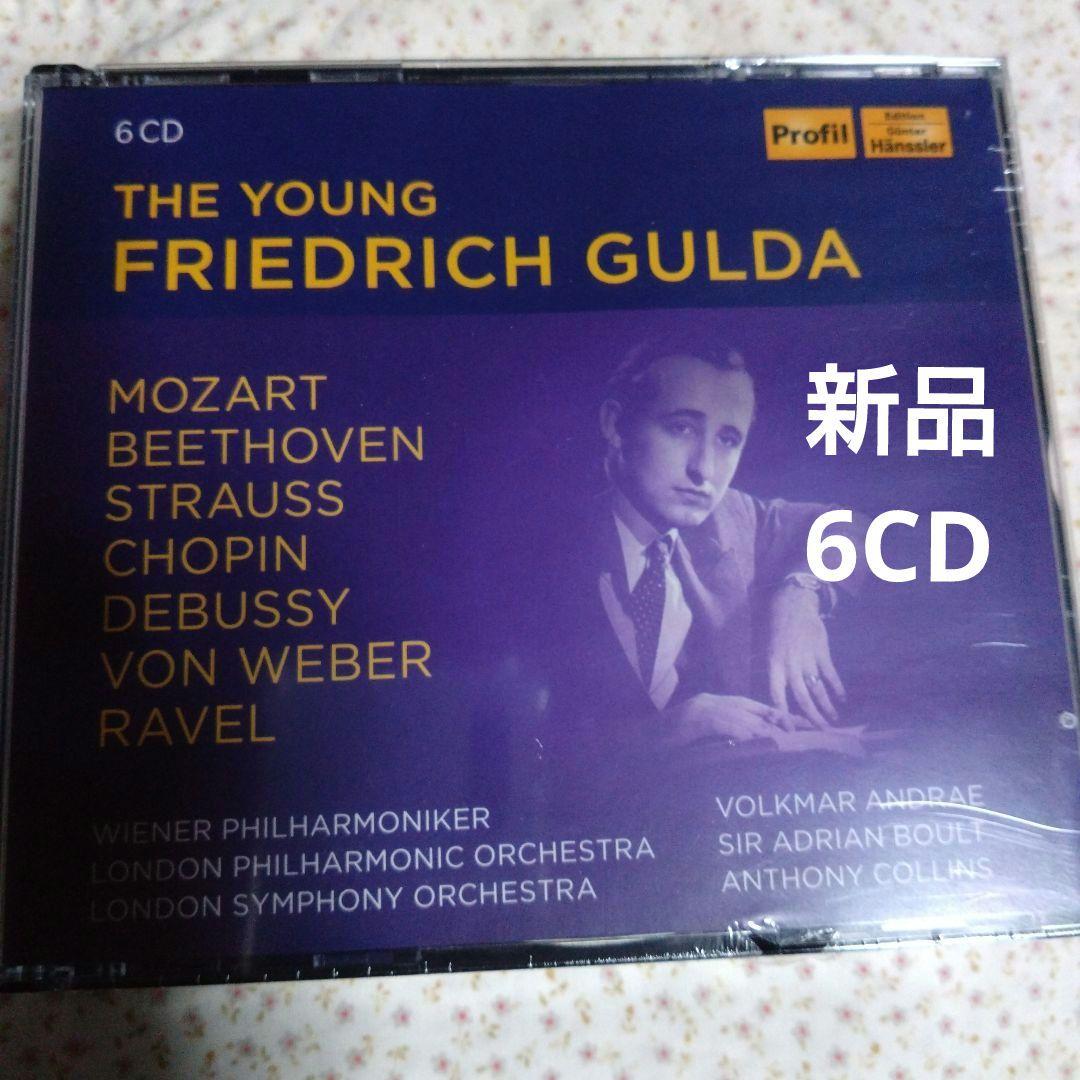 6 CD
Profil
Edition
Günter
Hänssler
THE YOUNG
FRIEDRICH GULDA
MOZART
BEETHOVEN
STRAUSS
CHOPIN
DEBUSSY
VON WEBER
RAVEL
新品
6CD
WIENER PHILHARMONIKER
LONDON PHILHARMONIC ORCHESTRA
LONDON SYMPHONY ORCHESTRA
VOLKMAR ANDRAE
SIR ADRIAN BOULT
ANTHONY COLLINS